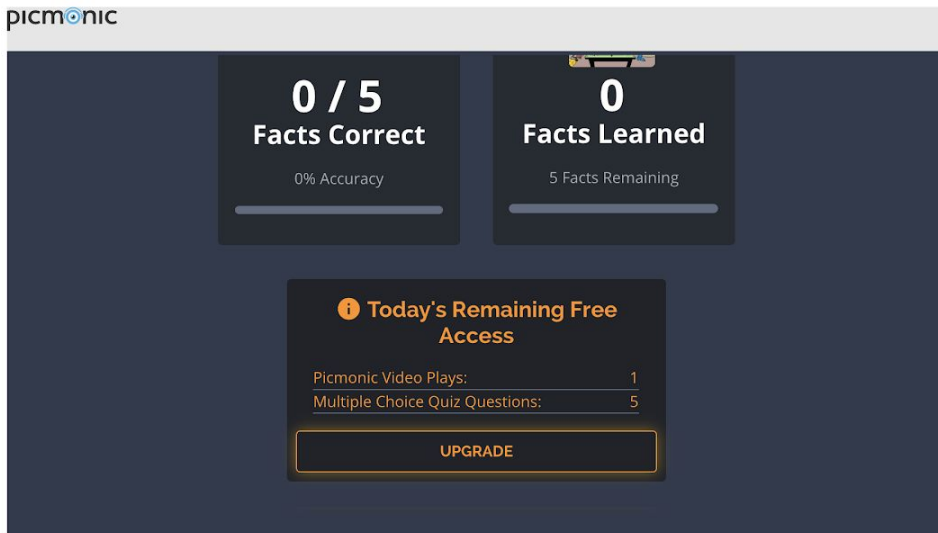 picmonic
0 / 5
Facts Correct
0% Accuracy
0
Facts Learned
5 Facts Remaining
Today's Remaining Free
Access
Picmonic Video Plays: 1
Multiple Choice Quiz Questions: 5
UPGRADE